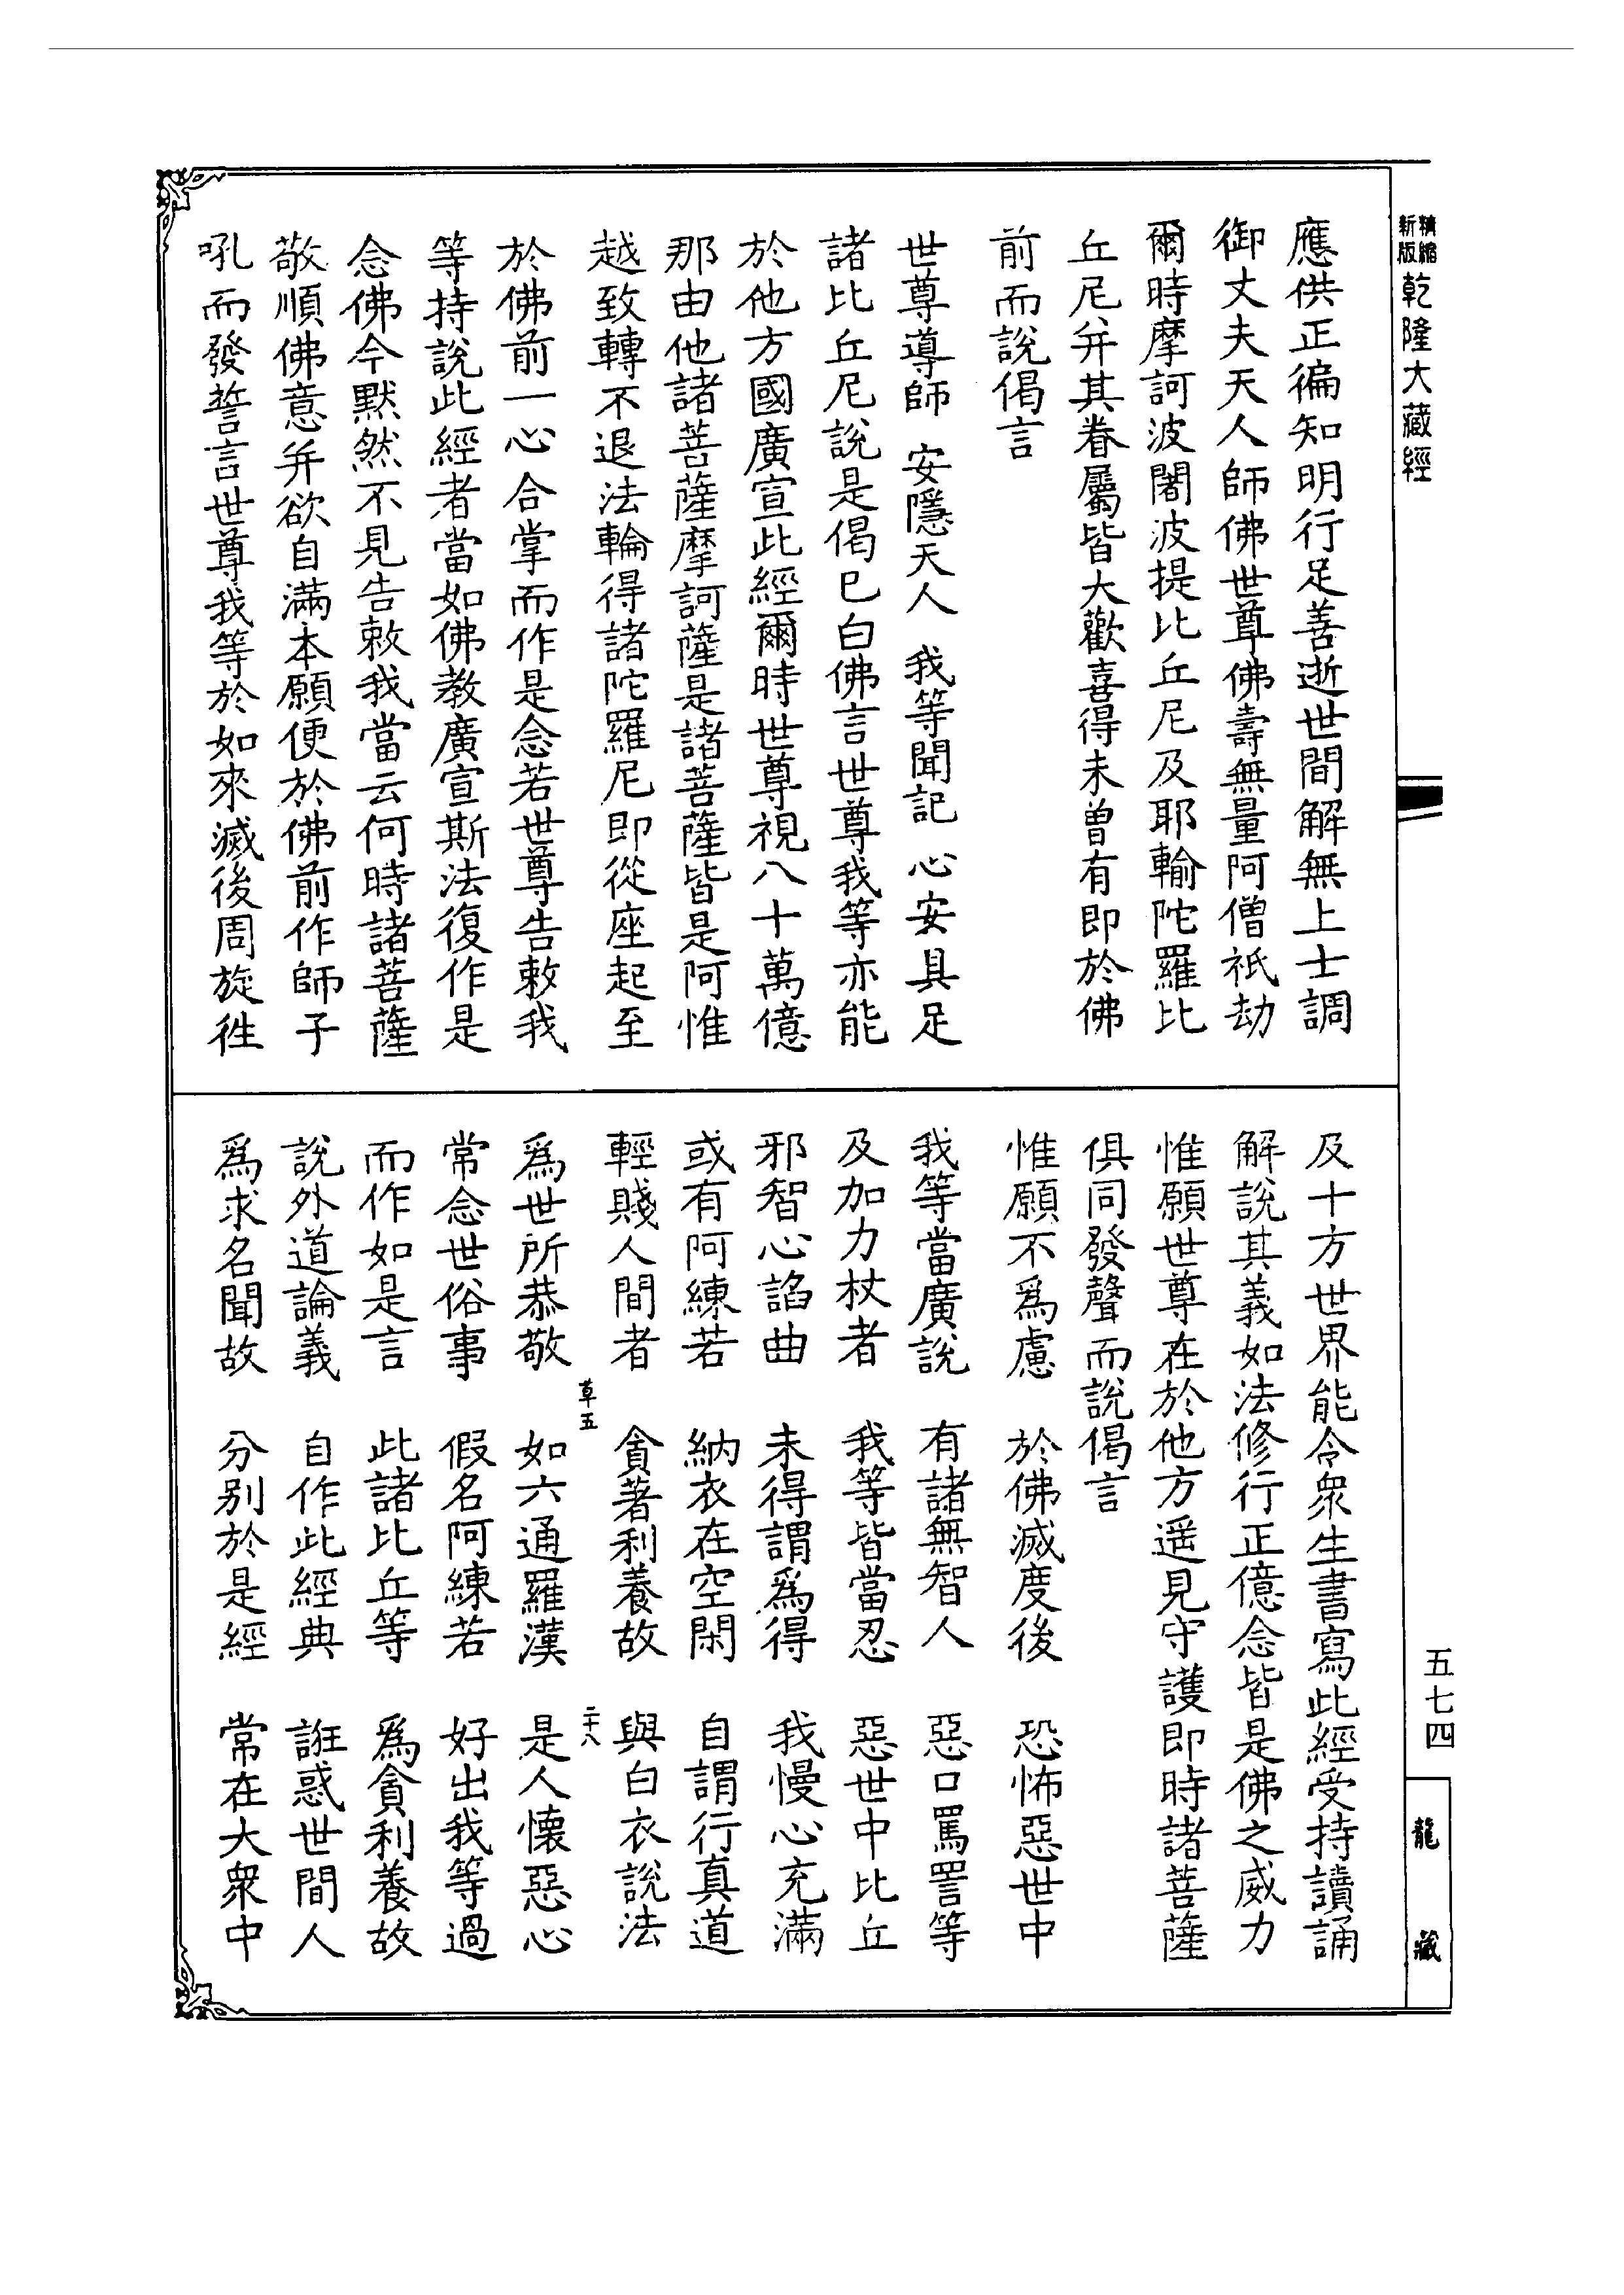 新版精縮乾隆大藏經
應供正徧知明行足善逝世間解無上士調
御丈夫天人師佛世尊佛壽無量阿僧祇劫
爾時摩訶波闍波提比丘尼及耶輸陀羅比
丘尼并其眷屬皆大歡喜得未曾有即於佛
前而說偈言
世尊導師　安隱天人　我等聞記　心安具足
諸比丘尼說是偈已白佛言世尊我等亦能
於他方國廣宣此經爾時世尊視八十萬億
那由他諸菩薩摩訶薩是諸菩薩皆是阿惟
越致轉不退法輪得諸陀羅尼即從座起至
於佛前一心合掌而作是念若世尊告敕我
等持說此經者當如佛教廣宣斯法復作是
念佛今默然不見告敕我當云何時諸菩薩
敬順佛意并欲自滿本願便於佛前作師子
吼而發誓言世尊我等於如來滅後周旋徃
及十方世界能令衆生書寫此經受持讀誦
解說其義如法修行正億念皆是佛之威力
惟願世尊在於他方遥見守護即時諸菩薩
俱同發聲而說偈言
惟願不爲慮　於佛滅度後　恐怖惡世中
我等當廣說　有諸無智人　惡口罵詈等
及加力杖者　我等皆當忍　惡世中比丘
邪智心諂曲　未得謂爲得　我慢心充滿
或有阿練若　納衣在空閑　自謂行真道
輕賤人間者　貪著利養故　與白衣說法
草五　二十八
爲世所恭敬　如六通羅漢　是人懷惡心
常念世俗事　假名阿練若　好出我等過
而作如是言　此諸比丘等　爲貪利養故
說外道論義　自作此經典　誑惑世間人
爲求名聞故　分別於是經　常在大衆中
五七四
龍藏